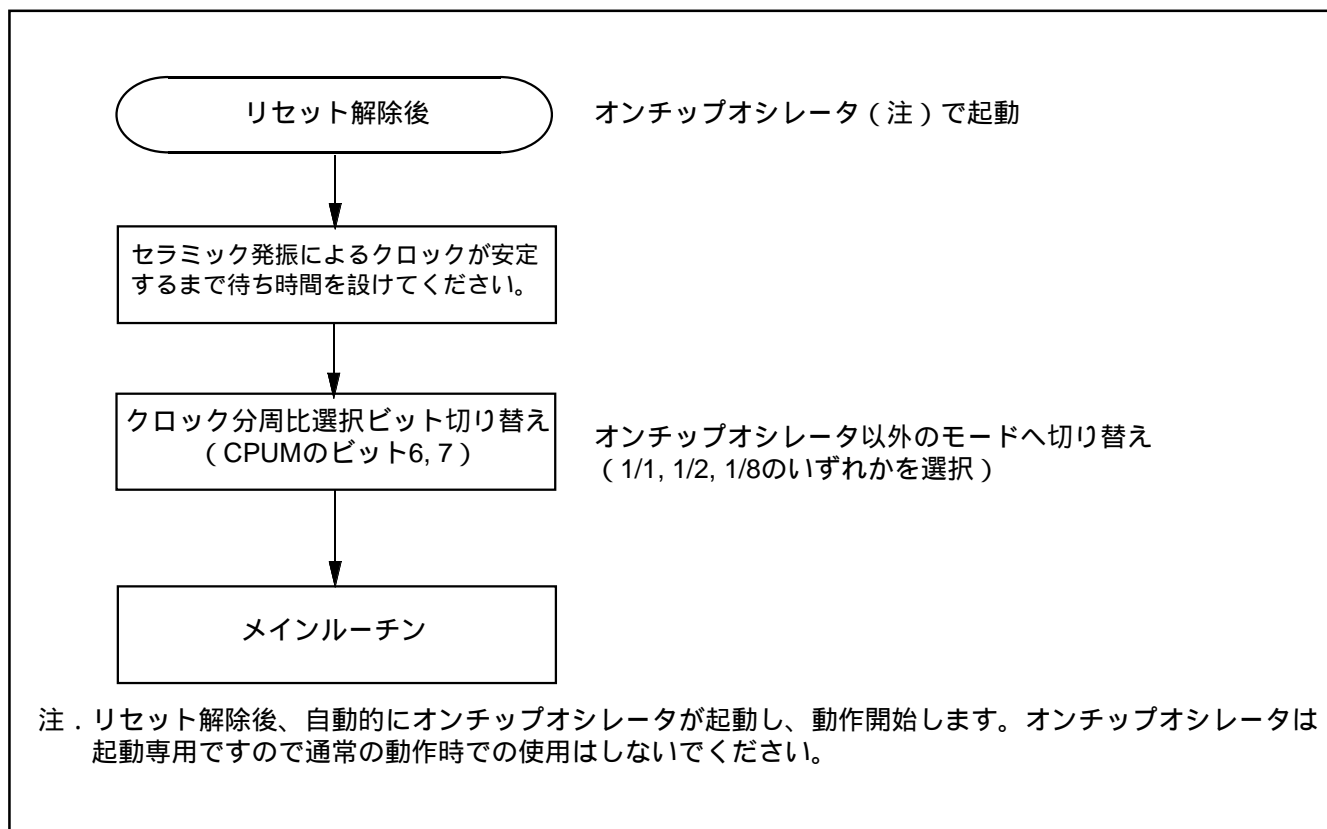 リセット解除後
オンチップオシレータ（注）で起動
セラミック発振によるクロックが安定
するまで待ち時間を設けてください。
クロック分周比選択ビット切り替え
（CPUMのビット6, 7）
オンチップオシレータ以外のモードへ切り替え
（1/1, 1/2, 1/8のいずれかを選択）
メインルーチン
注．リセット解除後、自動的にオンチップオシレータが起動し、動作開始します。オンチップオシレータは
起動専用ですので通常の動作時での使用はしないでください。